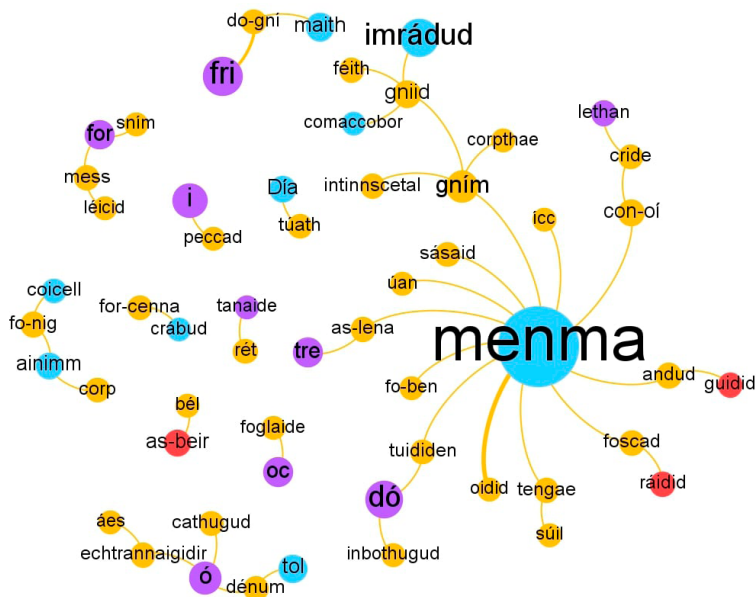 do-gní
maith
imrádud
fri
féith
gniid
for
sním
comaccobor
lethan
corpthae
cride
mess
i
Día
intinnscetal
gním
léicid
túath
con-oí
icc
peccad
sásaid
coicell
úan
for-cenna
tanaide
fo-nig
crábud
as-lena
menma
tre
rét
ainimm
andud
guidid
corp
fo-ben
bél
foglaide
foscad
as-beir
tuididen
oc
ráidid
dó
oidid
tengae
áes
cathugud
súil
echtrannaigidir
inbothugud
tol
ó
dénum